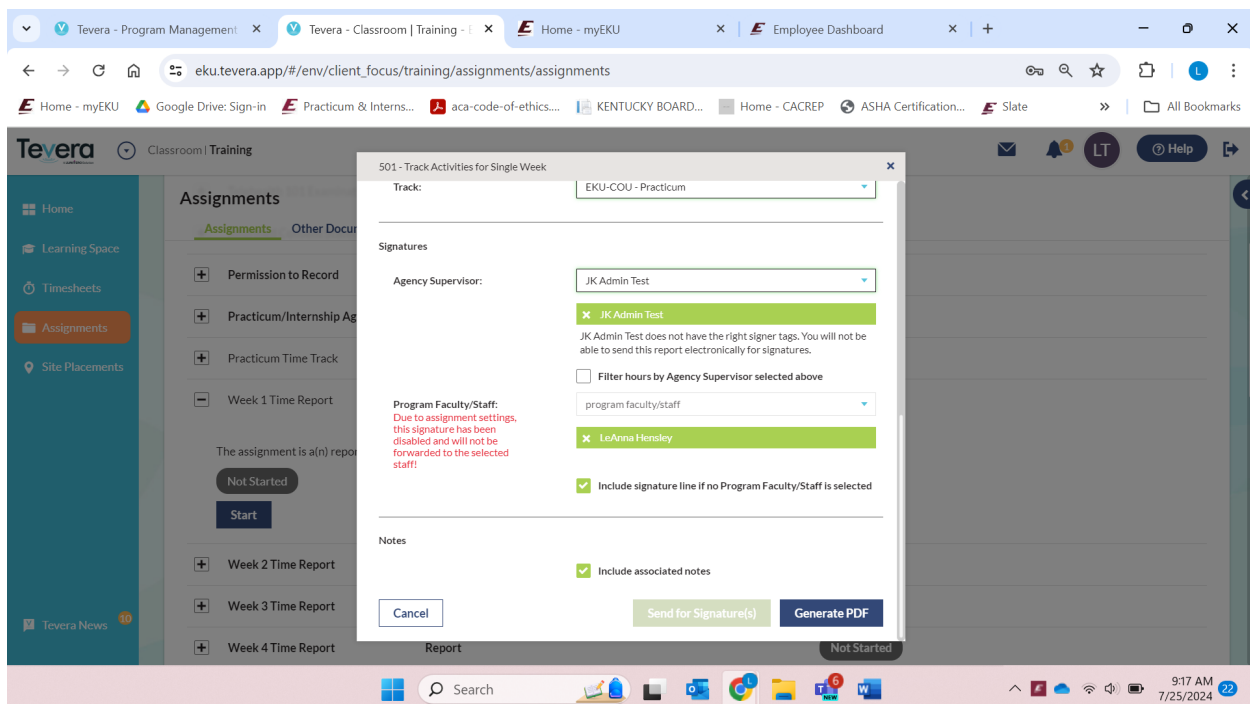 Tevera - Program Management
Tevera - Classroom | Training -
Home - myEKU
Employee Dashboard
eku.tevera.app/#/env/client_focus/training/assignments/assignments
L
Home - myEKU
Google Drive: Sign-in
Practicum & Interns...
aca-code-of-ethics....
KENTUCKY BOARD...
Home - CACREP
ASHA Certification...
Slate
»
All Bookmarks
Tevera
Classroom | Training
1
LT
Help
Home
Learning Space
Timesheets
Assignments
Site Placements
Tevera News
10
Assignments
Assignments
Other Docu
Permission to Record
Practicum/Internship Ag
Practicum Time Track
Week 1 Time Report
The assignment is a(n) repor
Not Started
Start
Week 2 Time Report
Week 3 Time Report
Week 4 Time Report
Report
Not Started
501 - Track Activities for Single Week
Track:
EKU-COU - Practicum
Signatures
Agency Supervisor:
JK Admin Test
JK Admin Test
JK Admin Test does not have the right signer tags. You will not be
able to send this report electronically for signatures.
Filter hours by Agency Supervisor selected above
Program Faculty/Staff:
Due to assignment settings,
this signature has been
disabled and will not be
forwarded to the selected
staff!
program faculty/staff
LeAnna Hensley
Include signature line if no Program Faculty/Staff is selected
Notes
Include associated notes
Cancel
Send for Signature(s)
Generate PDF
Search
6
NEW
9:17 AM
7/25/2024
22